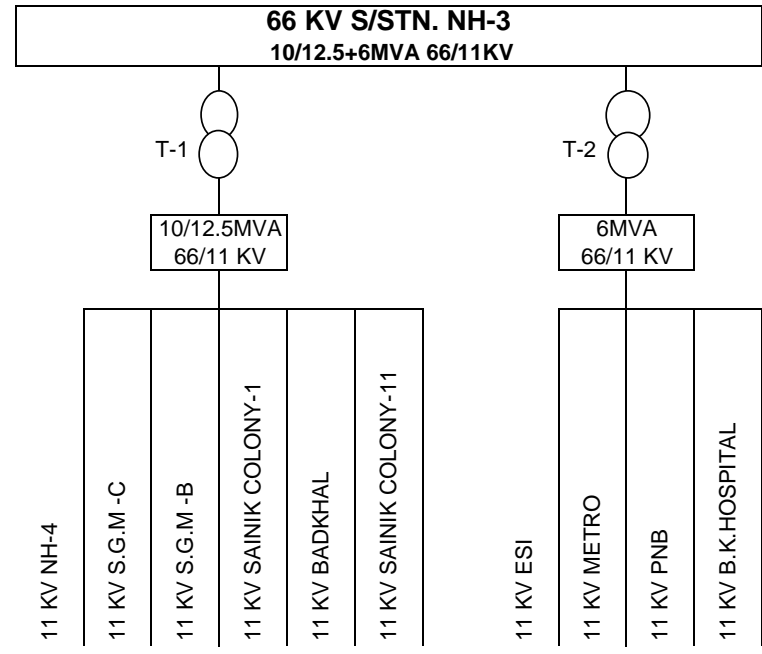 66 KV S/STN. NH-3
10/12.5+6MVA 66/11KV
T-1
T-2
10/12.5MVA
66/11 KV
6MVA
66/11 KV
11 KV NH-4
11 KV S.G.M -C
11 KV S.G.M -B
11 KV SAINIK COLONY-1
11 KV BADKHAL
11 KV SAINIK COLONY-11
11 KV ESI
11 KV METRO
11 KV PNB
11 KV B.K.HOSPITAL